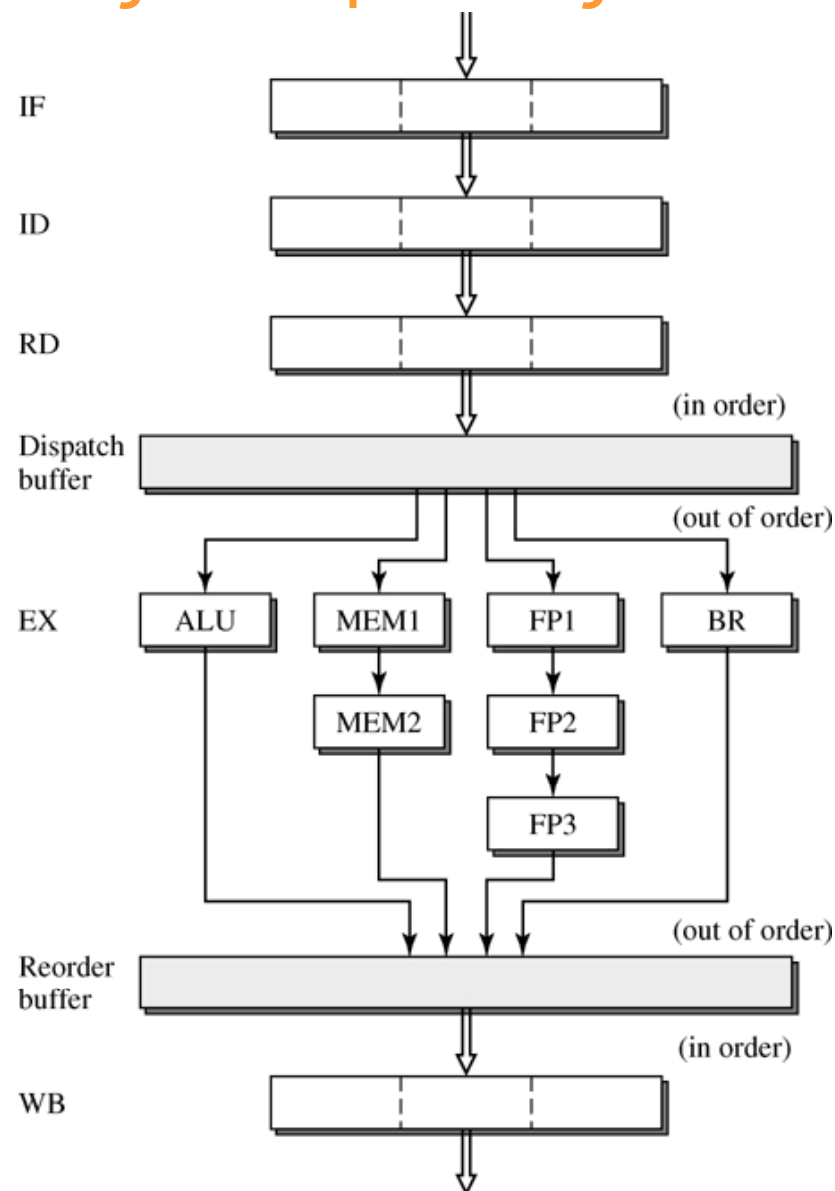 IF
ID
RD
(in order)
Dispatch
buffer
(out of order)
EX
ALU
MEM1
FP1
BR
MEM2
FP2
FP3
(out of order)
Reorder
buffer
(in order)
WB